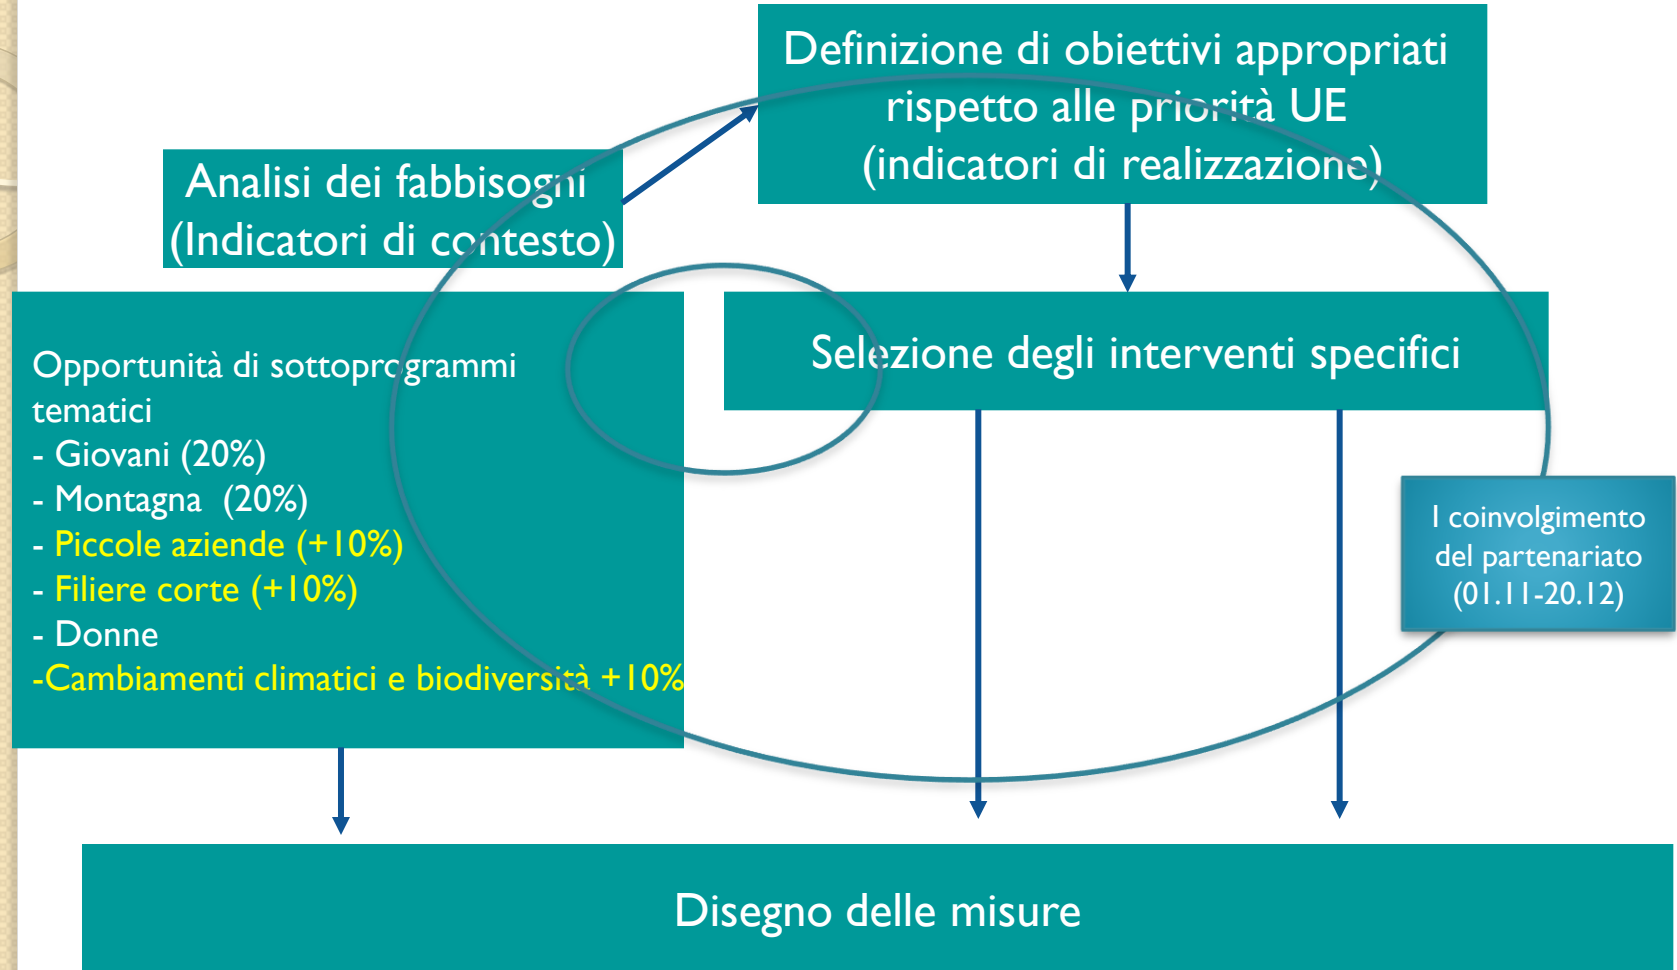 Definizione di obiettivi appropriati
rispetto alle priorità UE
(indicatori di realizzazione)
Analisi dei fabbisogni
(Indicatori di contesto)
Opportunità di sottoprogrammi
tematici
- Giovani (20%)
- Montagna (20%)
- Piccole aziende (+10%)
- Filiere corte (+10%)
- Donne
-Cambiamenti climatici e biodiversità +10%
Selezione degli interventi specifici
I coinvolgimento
del partenariato
(01.11-20.12)
Disegno delle misure